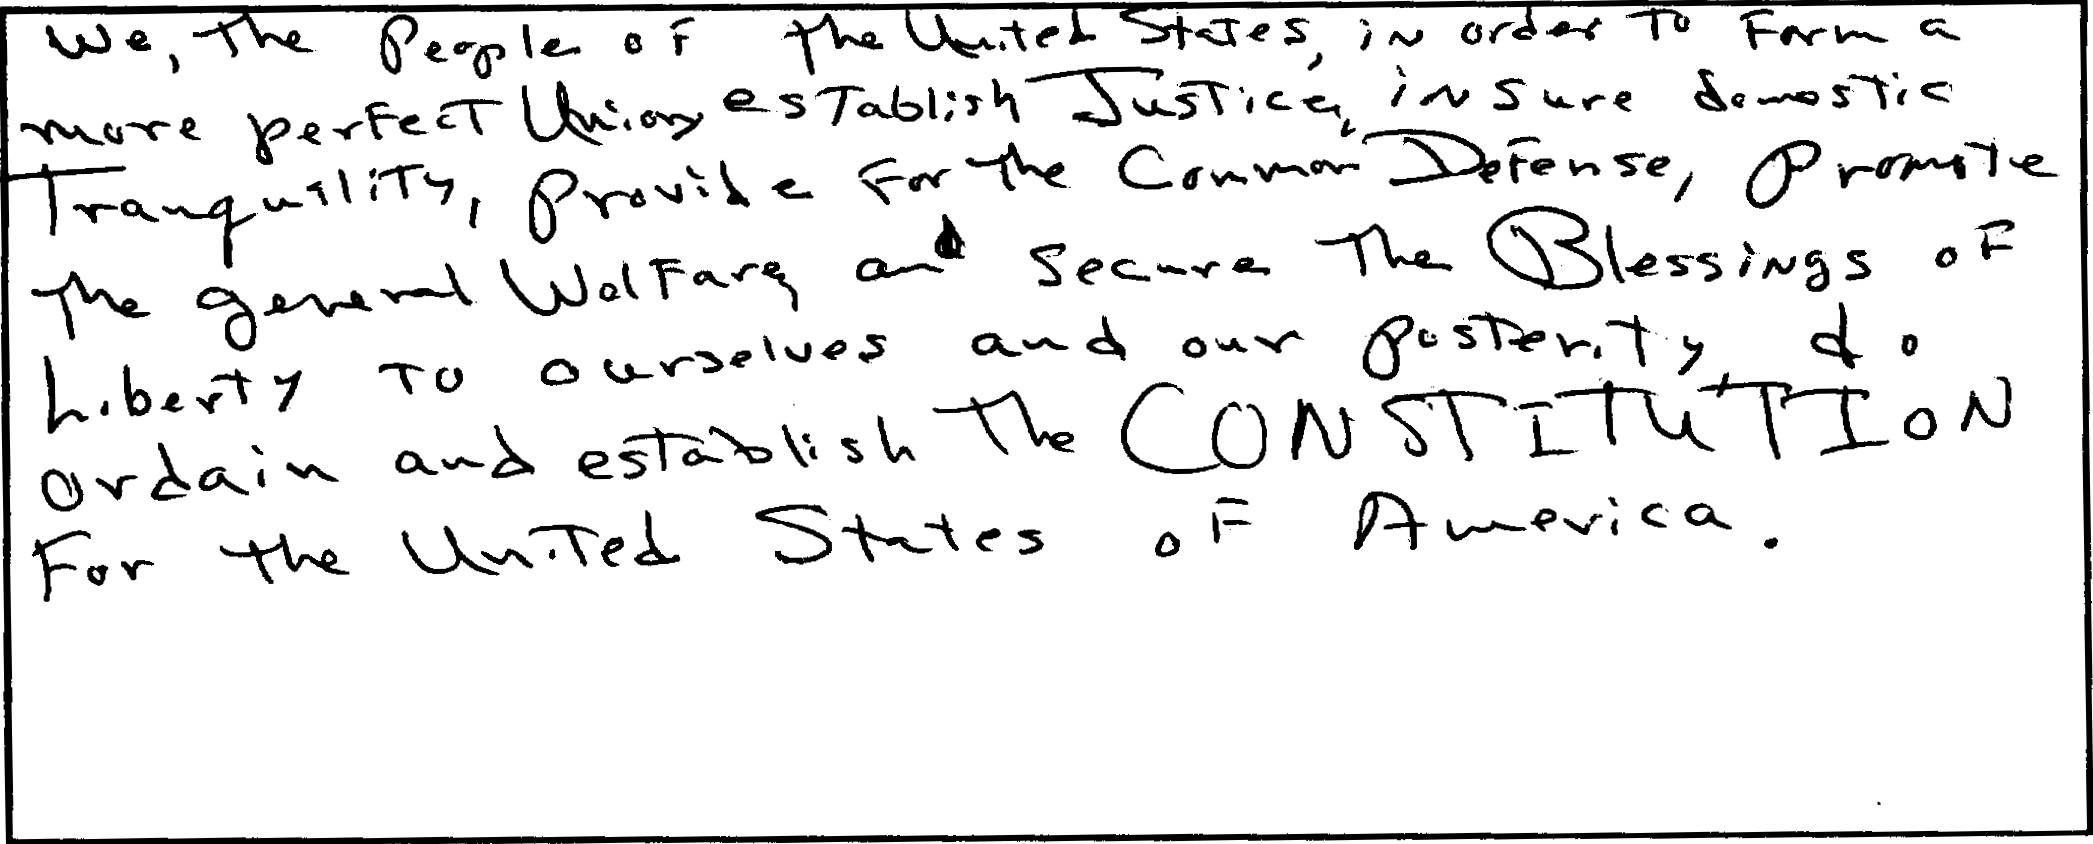 We, The People of the United States, in order to form a
more perfect Union, establish Justice, insure domestic
Tranquility, provide for the Common Defense, promote
the general Welfare, and secure the Blessings of
Liberty to ourselves and our posterity, do
ordain and establish the CONSTITUTION
For the United States of America.